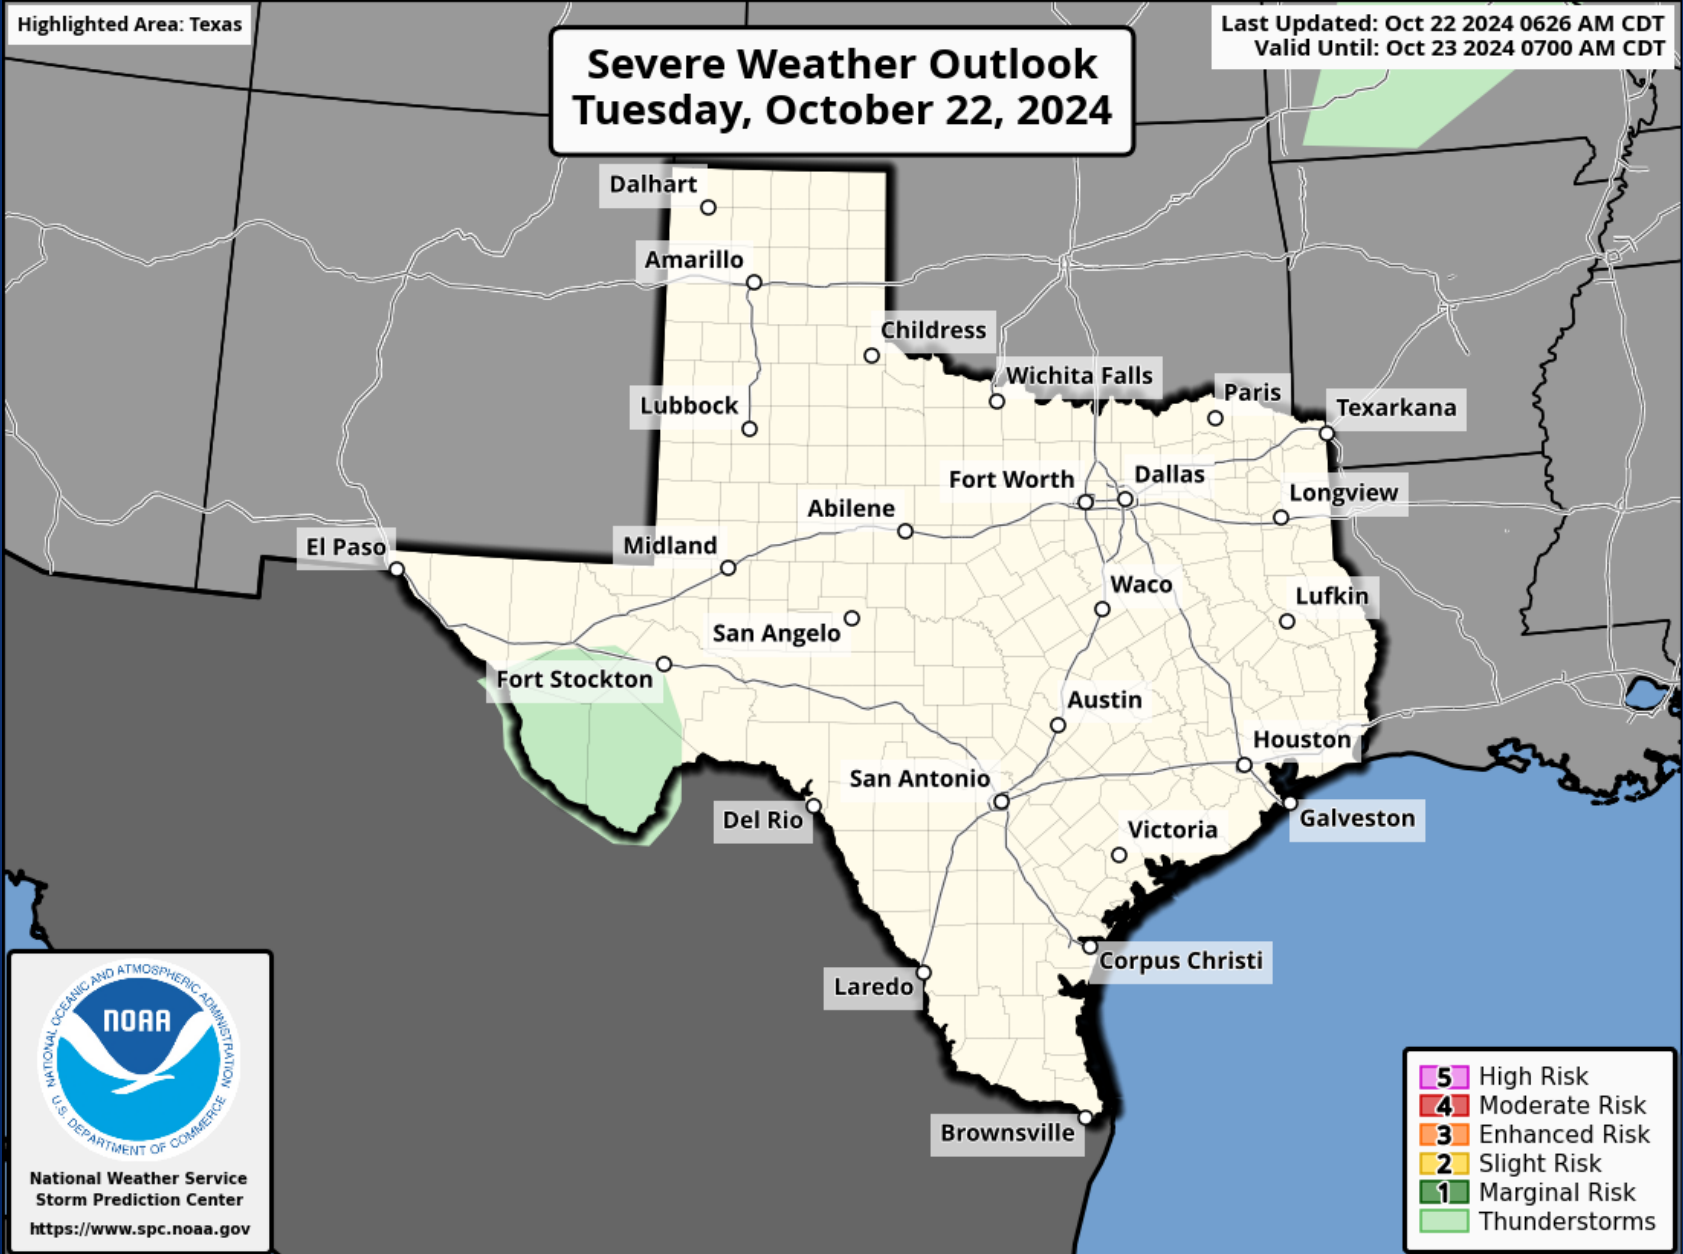 Highlighted Area: Texas
Severe Weather Outlook
Tuesday, October 22, 2024
Last Updated: Oct 22 2024 0626 AM CDT
Valid Until: Oct 23 2024 0700 AM CDT
Dalhart
Amarillo
Childress
Wichita Falls
Paris
Texarkana
Lubbock
Fort Worth
Dallas
Longview
Abilene
El Paso
Midland
Waco
Lufkin
San Angelo
Fort Stockton
Austin
Houston
San Antonio
Del Rio
Galveston
Victoria
Corpus Christi
Laredo
Brownsville
NATIONAL OCEANIC AND ATMOSPHERIC ADMINISTRATION
NOAA
U.S. DEPARTMENT OF COMMERCE
National Weather Service
Storm Prediction Center
https://www.spc.noaa.gov
5 High Risk
4 Moderate Risk
3 Enhanced Risk
2 Slight Risk
1 Marginal Risk
Thunderstorms